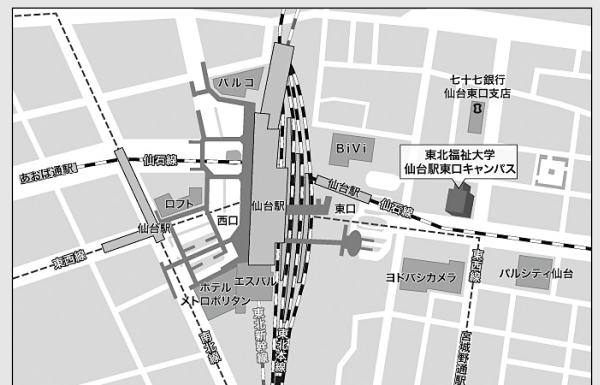 パルコ
七十七銀行
仙台東口支店
BiVi
東北福祉大学
仙台駅東口キャンパス
あおば通駅
仙石線
仙台駅
仙石線
ロフト
仙台駅
西口
仙台駅
東口
東西線
東西線
ホテル
メトロポリタン
エスパル
ヨドバシカメラ
パルシティ仙台
南北線
東北新幹線
東北本線
宮城野通駅